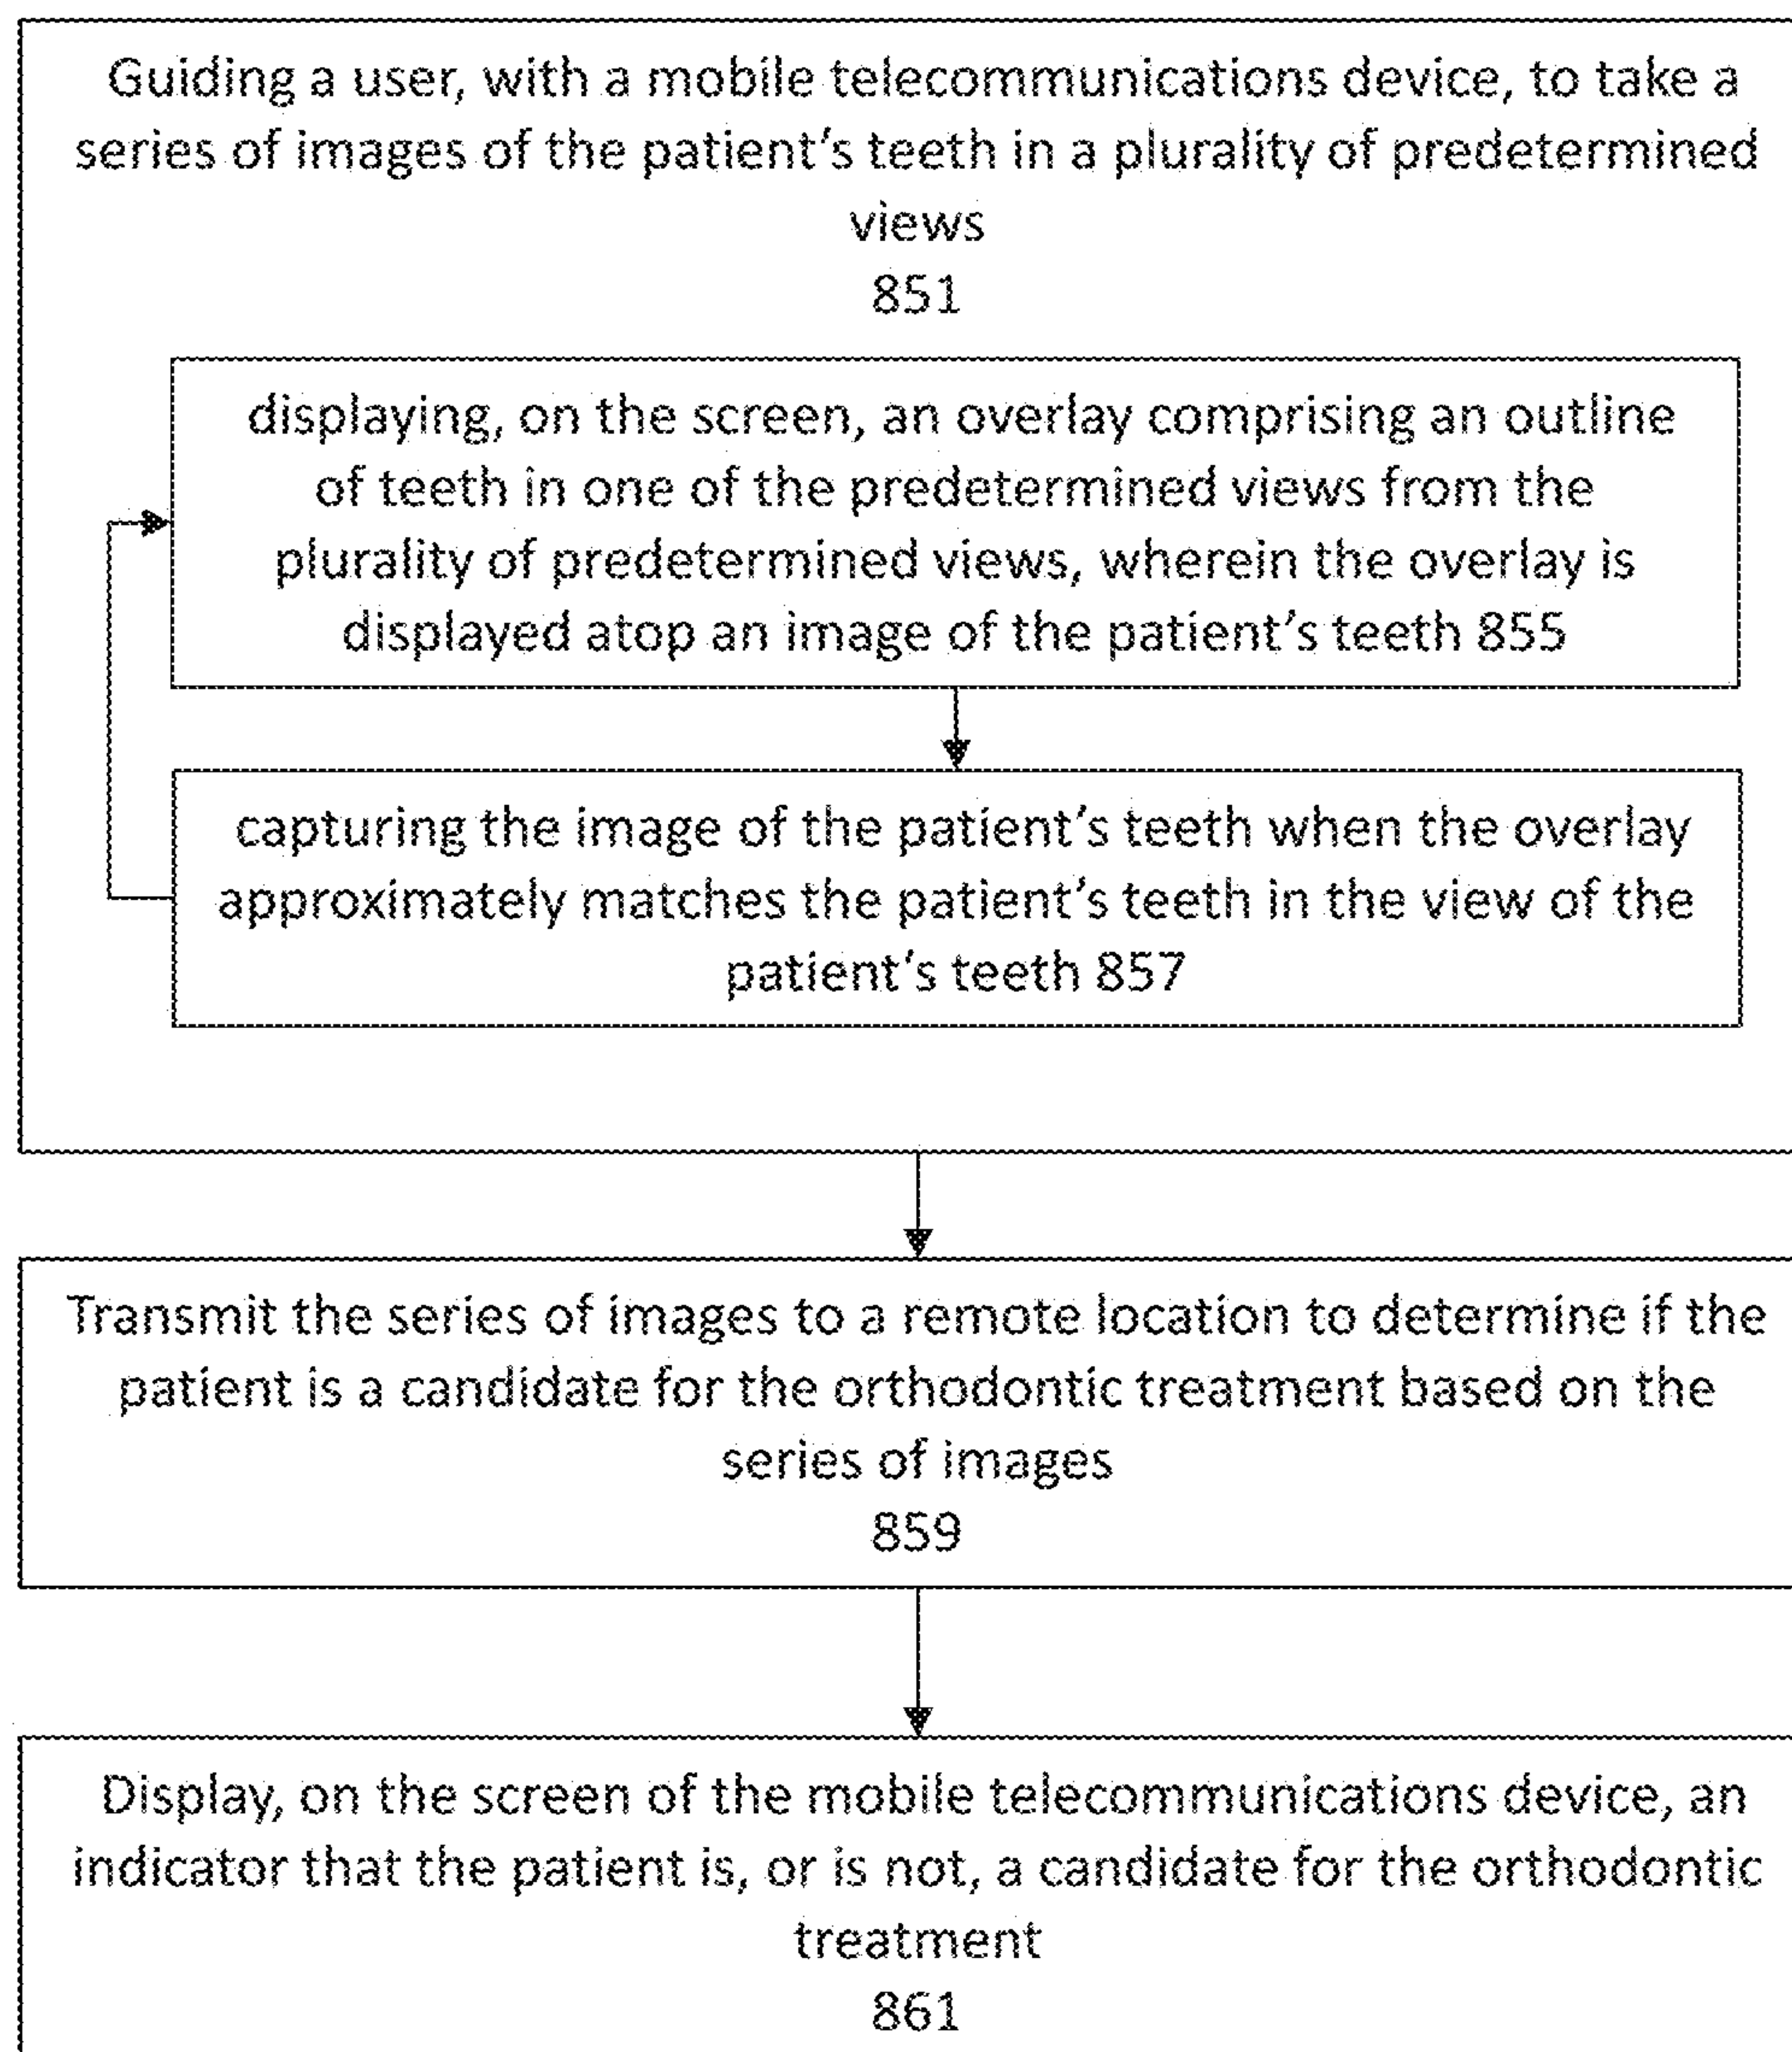 Guiding a user, with a mobile telecommunications device, to take a
series of images of the patient's teeth in a plurality of predetermined
views
851
displaying, on the screen, an overlay comprising an outline
of teeth in one of the predetermined views from the
plurality of predetermined views, wherein the overlay is
displayed atop an image of the patient's teeth 855
capturing the image of the patient's teeth when the overlay
approximately matches the patient's teeth in the view of the
patient's teeth 857
Transmit the series of images to a remote location to determine if the
patient is a candidate for the orthodontic treatment based on the
series of images
859
Display, on the screen of the mobile telecommunications device, an
indicator that the patient is, or is not, a candidate for the orthodontic
treatment
861